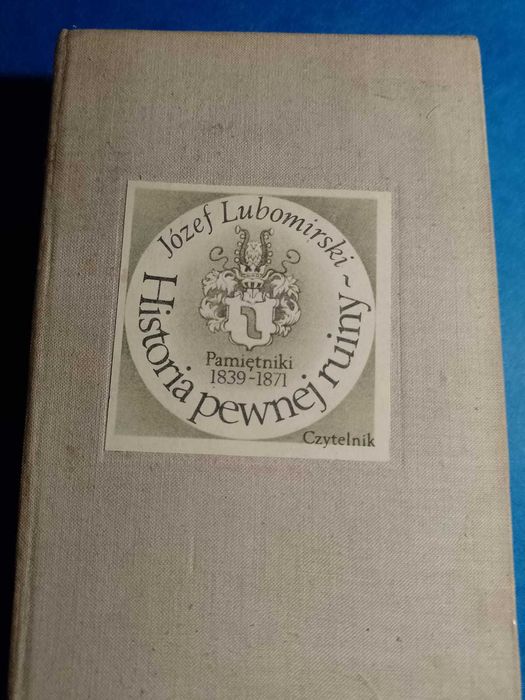 Józef Lubomirski ~
Historia pewnej ruiny
Pamiętniki
1839-1871
Czytelnik